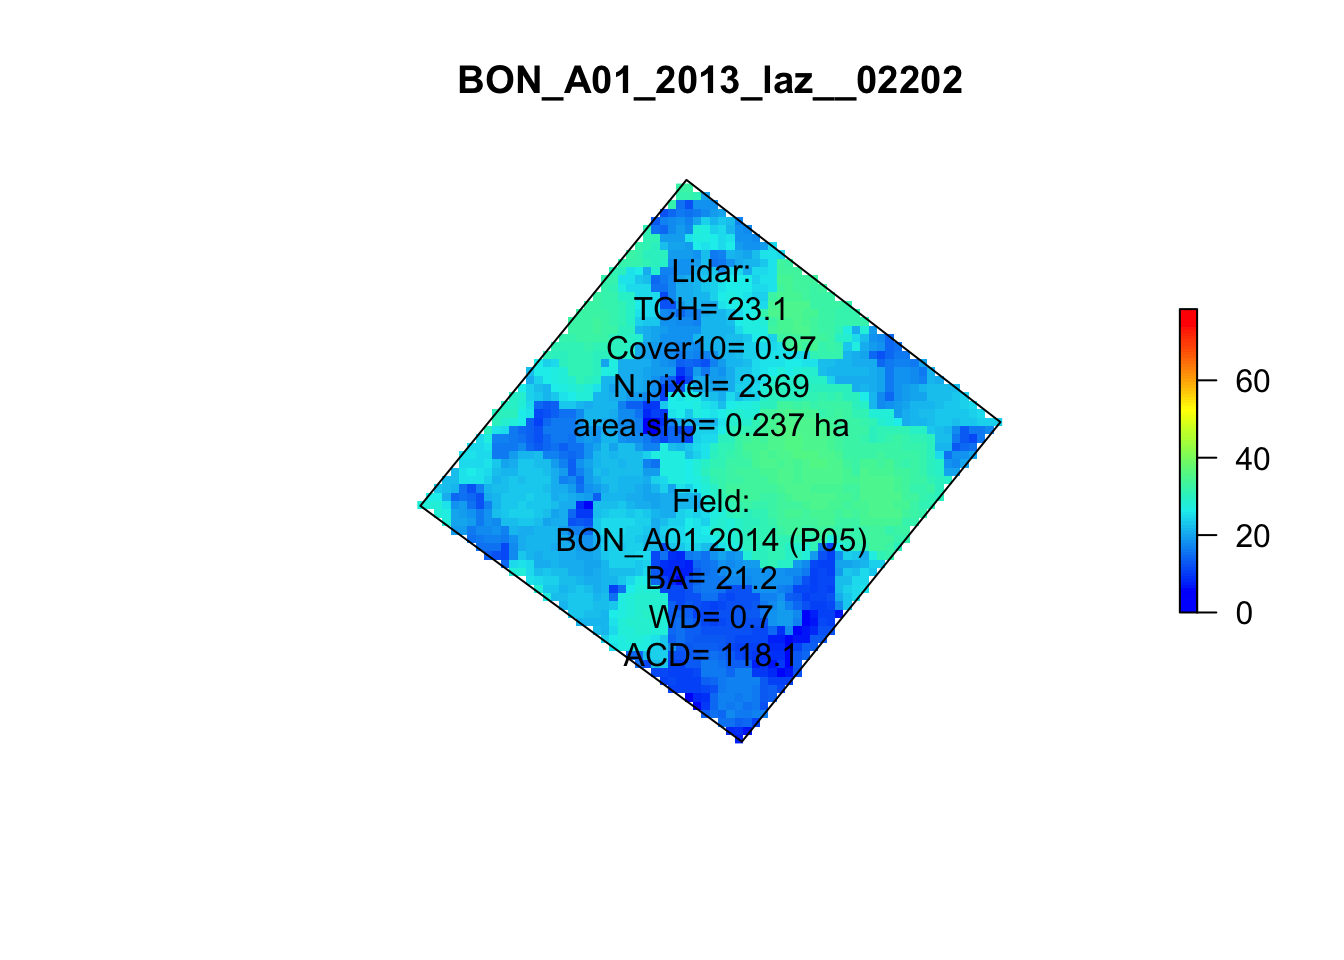 BON_A01_2013_laz__02202
Lidar:
TCH= 23.1
Cover10= 0.97
N.pixel= 2369
area.shp= 0.237 ha
Field:
BON_A01 2014 (P05)
BA= 21.2
WD= 0.7
ACD= 118.1
60
40
20
0